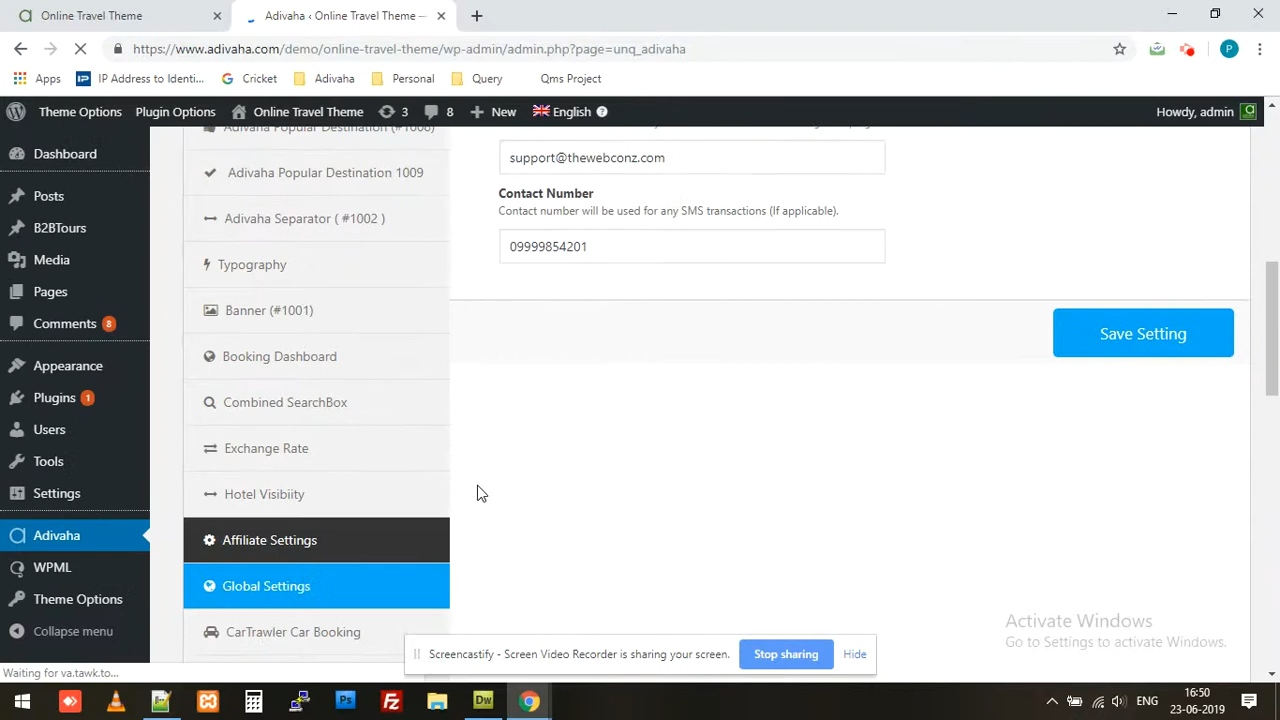 Online Travel Theme
Adivaha ‹ Online Travel Theme —
https://www.adivaha.com/demo/online-travel-theme/wp-admin/admin.php?page=unq_adivaha
P
Apps
IP
IP Address to Identi...
Cricket
Adivaha
Personal
Query
Qms Project
Theme Options
Plugin Options
Online Travel Theme
3
8
New
English
Howdy, admin
Dashboard
Posts
B2BTours
Media
Pages
Comments 8
Appearance
Plugins 1
Users
Tools
Settings
Adivaha
WPML
Theme Options
Collapse menu
Adivaha Popular Destination (#1006)
Adivaha Popular Destination 1009
Adivaha Separator ( #1002 )
Typography
Banner (#1001)
Booking Dashboard
Combined SearchBox
Exchange Rate
Hotel Visibiity
Affiliate Settings
Global Settings
CarTrawler Car Booking
support@thewebconz.com
Contact Number
Contact number will be used for any SMS transactions (If applicable).
09999854201
Save Setting
Activate Windows
Go to Settings to activate Windows.
Screencastify - Screen Video Recorder is sharing your screen.
Stop sharing
Hide
Waiting for va.tawk.to...
Ps
Dw
ENG
16:50
23-06-2019